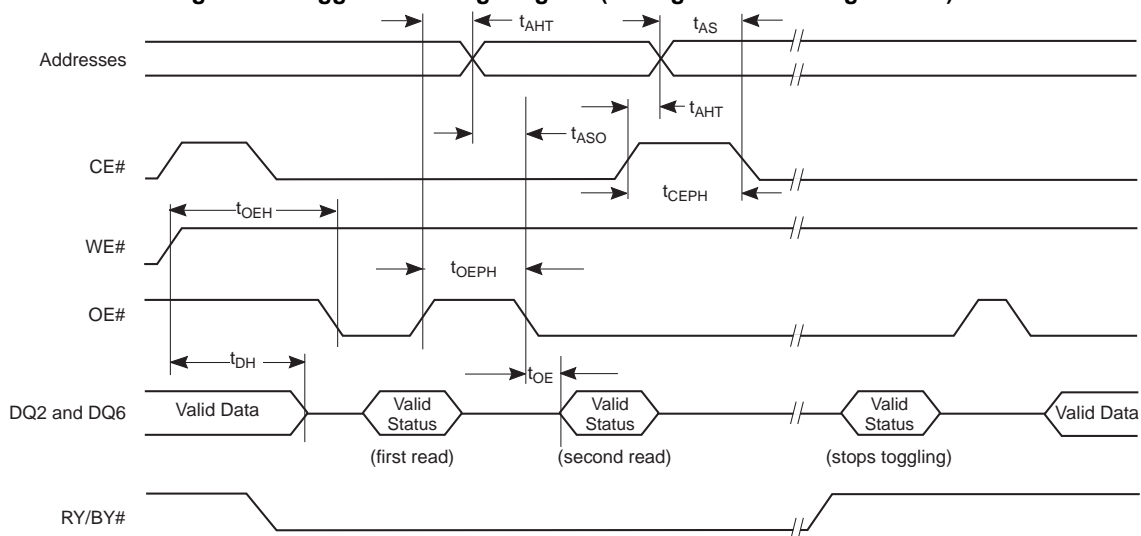 tAHT
tAS
Addresses
tAHT
tASO
CE#
tCEPH
tOEH
WE#
tOEPH
OE#
tDH
tOE
DQ2 and DQ6
Valid Data
Valid
Status
Valid
Status
Valid
Status
Valid Data
(first read)
(second read)
(stops toggling)
RY/BY#